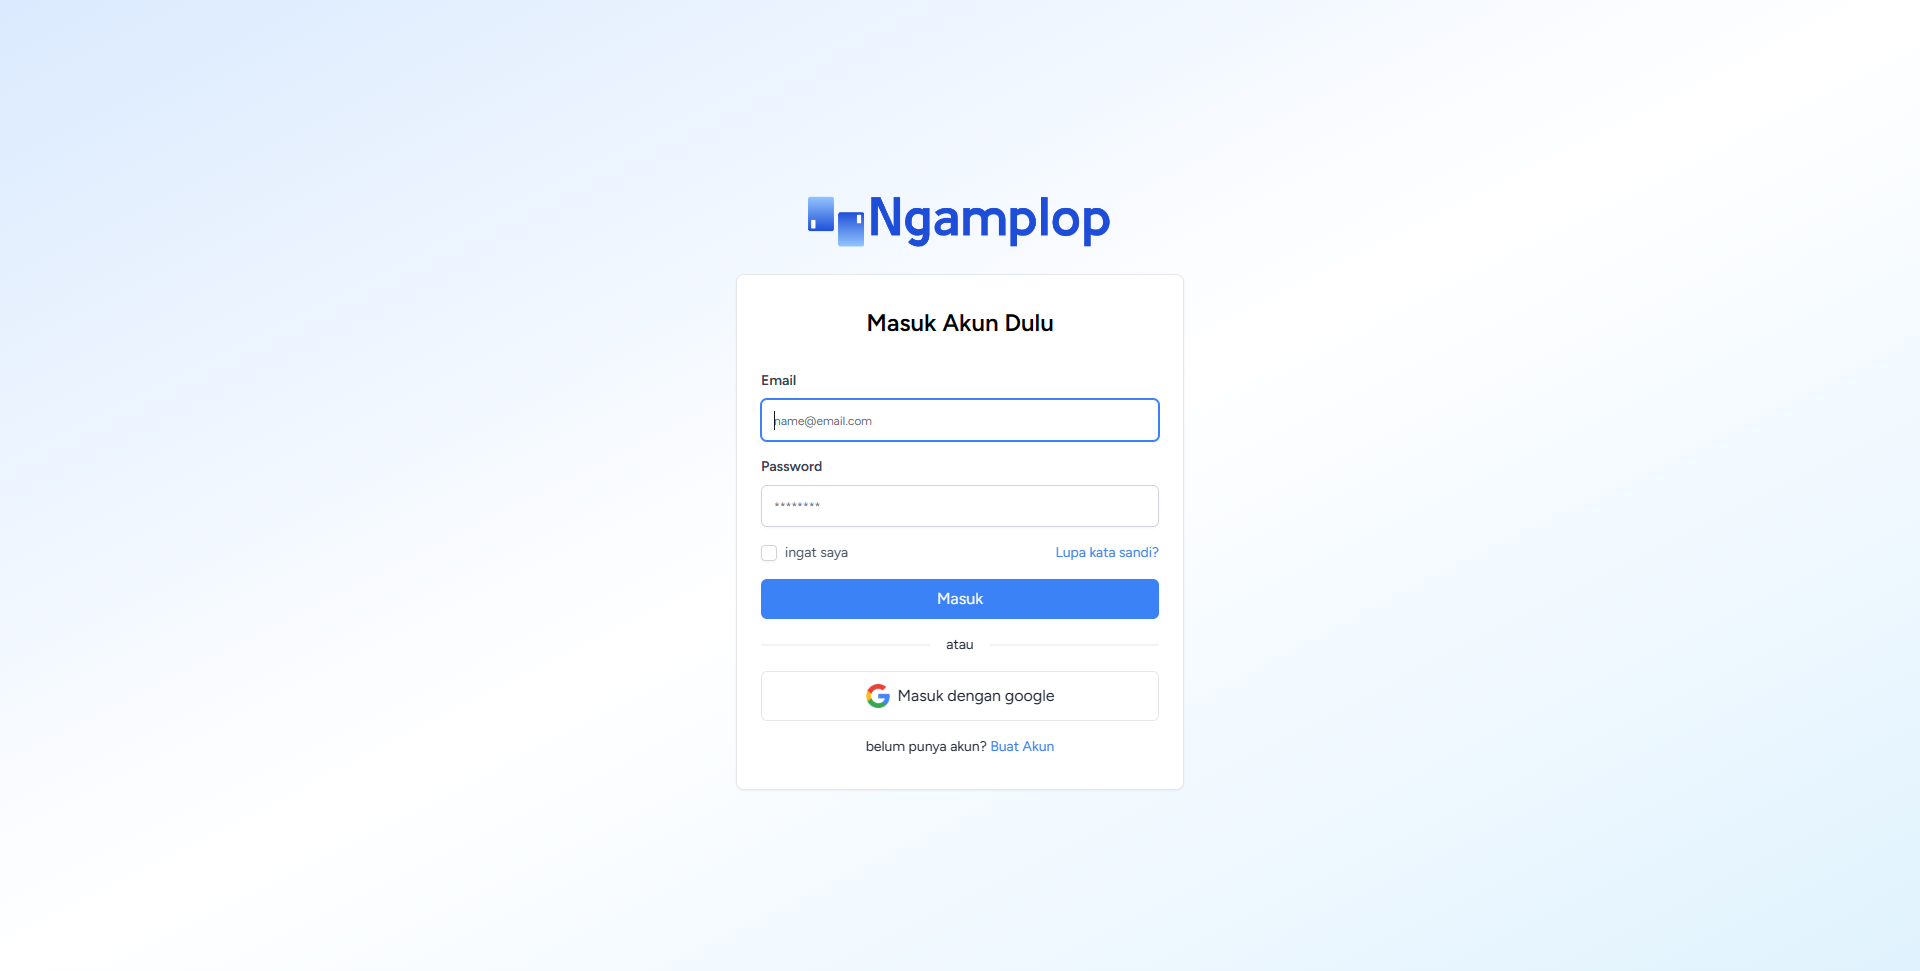 Ngamplop
Masuk Akun Dulu
Email
name@email.com
Password
********
ingat saya
Lupa kata sandi?
Masuk
atau
Masuk dengan google
belum punya akun? Buat Akun